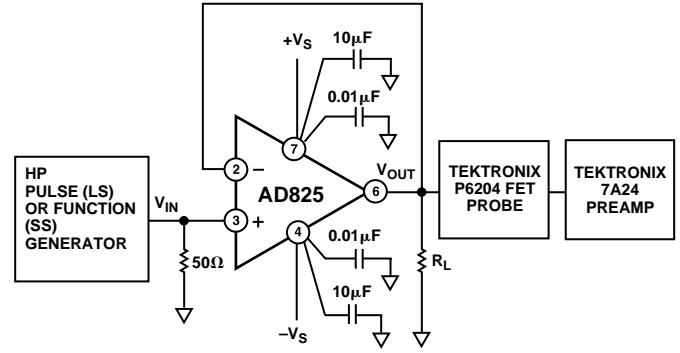 10µF
+VS
0.01µF
7
2
–
VOUT
AD825
6
TEKTRONIX
P6204 FET
PROBE
TEKTRONIX
7A24
PREAMP
HP
PULSE (LS)
OR FUNCTION
(SS)
GENERATOR
VIN
3
+
4
50Ω
0.01µF
RL
10µF
–VS